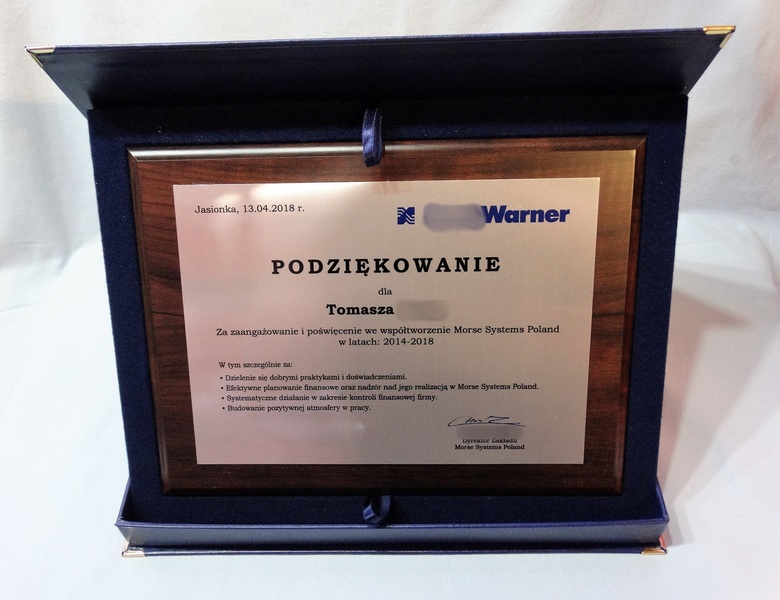 Jasionka, 13.04.2018 r.
Warner
PODZIĘKOWANIE
dla
Tomasza
Za zaangażowanie i poświęcenie we współtworzenie Morse Systems Poland
w latach: 2014-2018
W tym szczególnie za:
• Dzielenie się dobrymi praktykami i doświadczeniami.
• Efektywne planowanie finansowe oraz nadzór nad jego realizacją w Morse Systems Poland.
• Systematyczne działanie w zakresie kontroli finansowej firmy.
• Budowanie pozytywnej atmosfery w pracy.
Dyrektor Zakładu
Morse Systems Poland